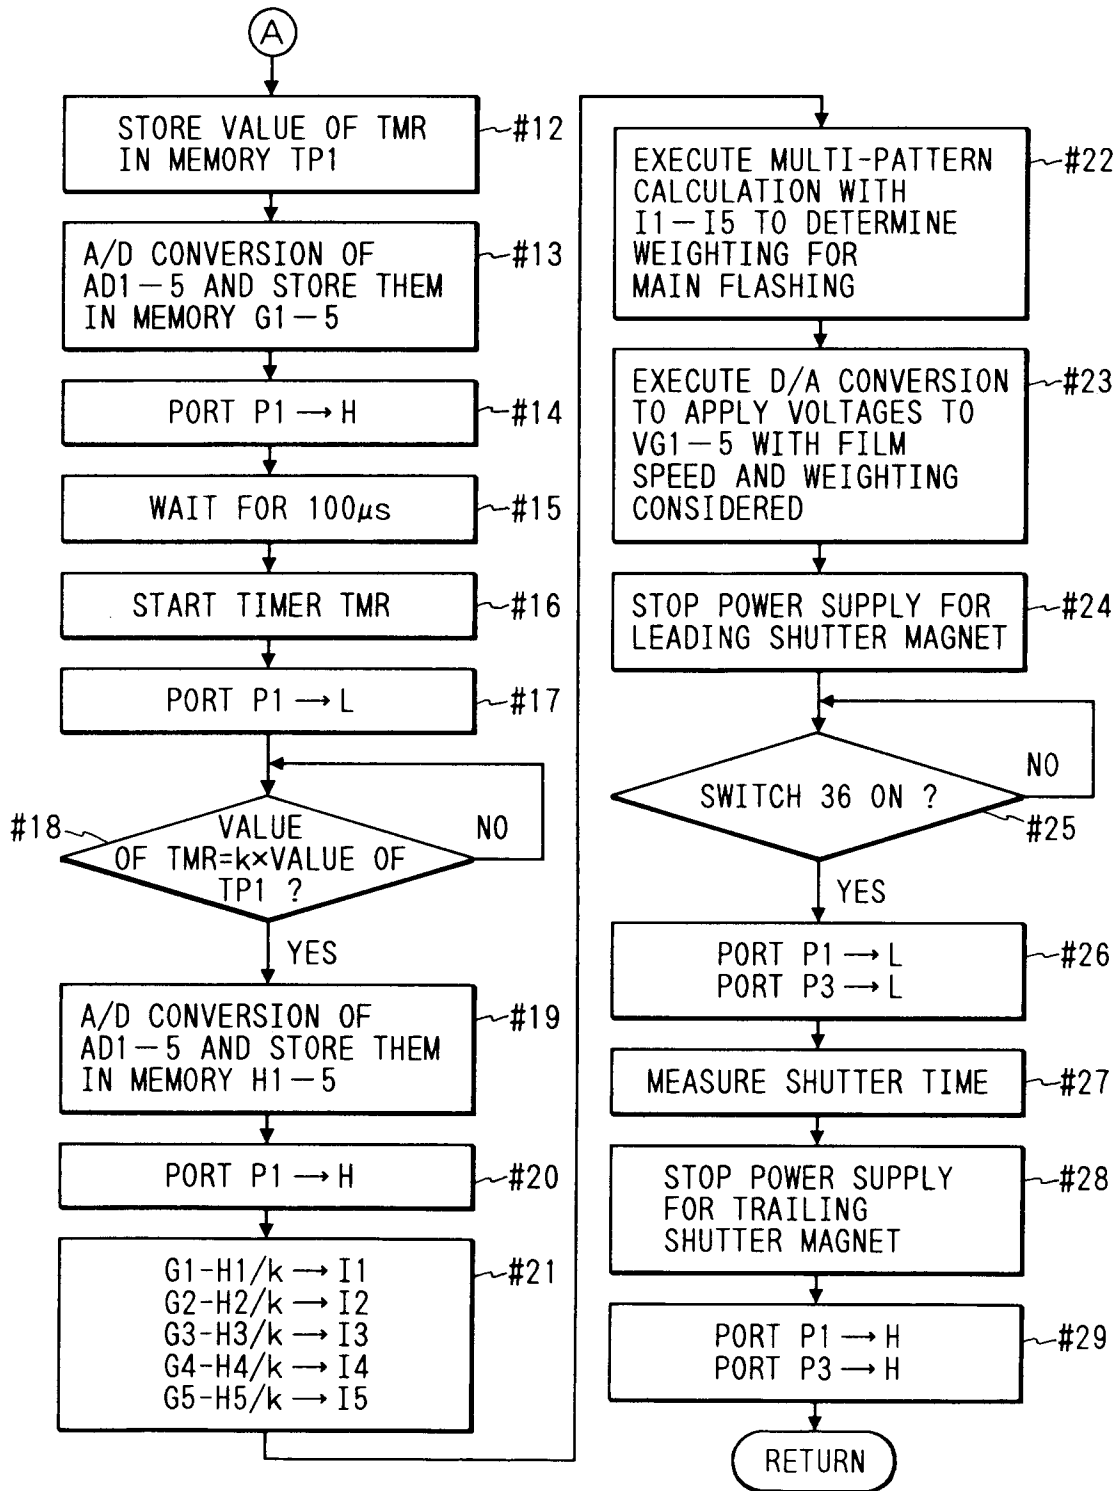 A
STORE VALUE OF TMR
IN MEMORY TP1
#12
A/D CONVERSION OF
AD1-5 AND STORE THEM
IN MEMORY G1-5
#13
PORT P1 → H
#14
WAIT FOR 100μs
#15
START TIMER TMR
#16
PORT P1 → L
#17
#18
VALUE
OF TMR=k×VALUE OF
TP1 ?
NO
YES
A/D CONVERSION OF
AD1-5 AND STORE THEM
IN MEMORY H1-5
#19
PORT P1 → H
#20
G1-H1/k → I1
G2-H2/k → I2
G3-H3/k → I3
G4-H4/k → I4
G5-H5/k → I5
#21
EXECUTE MULTI-PATTERN
CALCULATION WITH
I1-I5 TO DETERMINE
WEIGHTING FOR
MAIN FLASHING
#22
EXECUTE D/A CONVERSION
TO APPLY VOLTAGES TO
VG1-5 WITH FILM
SPEED AND WEIGHTING
CONSIDERED
#23
STOP POWER SUPPLY FOR
LEADING SHUTTER MAGNET
#24
SWITCH 36 ON ?
NO
#25
YES
PORT P1 → L
PORT P3 → L
#26
MEASURE SHUTTER TIME
#27
STOP POWER SUPPLY
FOR TRAILING
SHUTTER MAGNET
#28
PORT P1 → H
PORT P3 → H
#29
RETURN